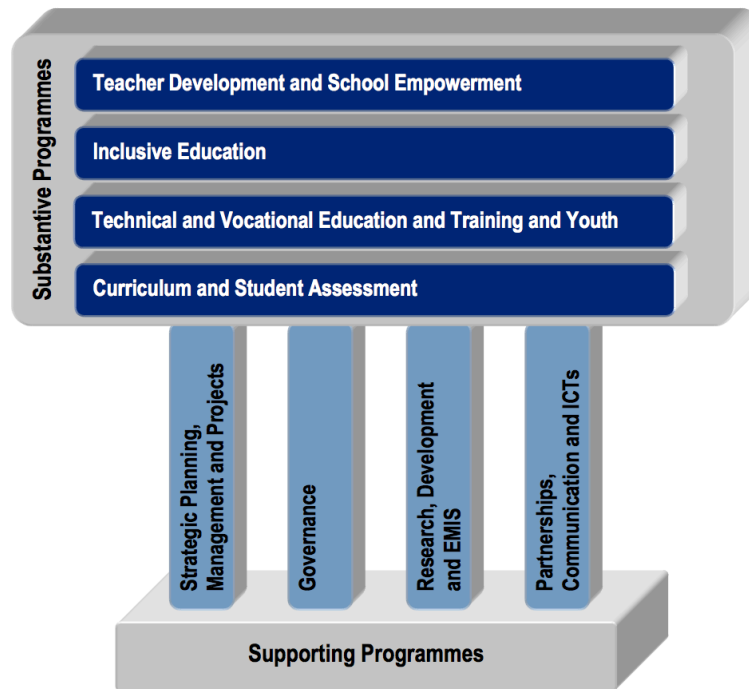 Substantive Programmes
Teacher Development and School Empowerment
Inclusive Education
Technical and Vocational Education and Training and Youth
Curriculum and Student Assessment
Strategic Planning,
Management and Projects
Governance
Research, Development
and EMIS
Partnerships,
Communication and ICTs
Supporting Programmes